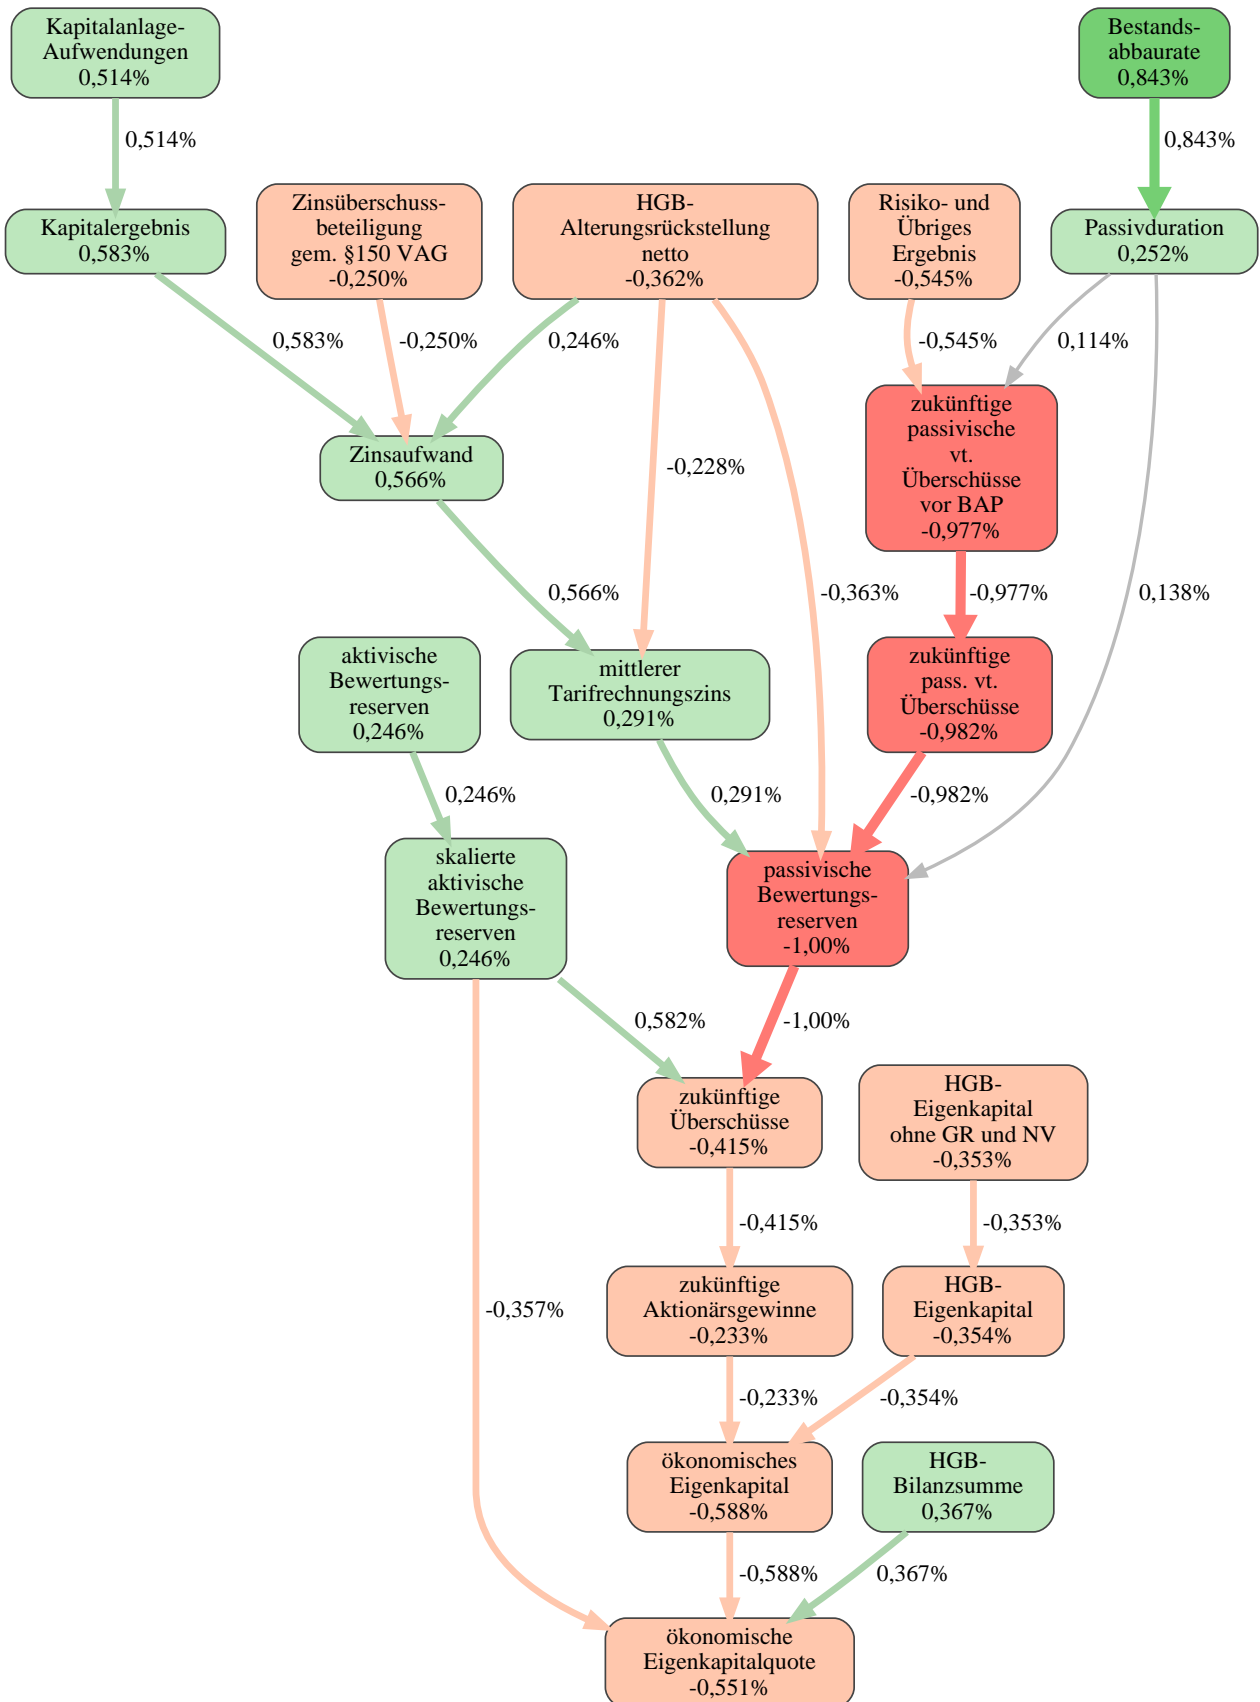 Kapitalanlage-
Aufwendungen
0,514%
Bestands-
abbaurate
0,843%
0,514%
0,843%
Kapitalergebnis
0,583%
Zinsüberschuss-
beteiligung
gem. §150 VAG
-0,250%
HGB-
Alterungsrückstellung
netto
-0,362%
Risiko- und
Übriges
Ergebnis
-0,545%
Passivduration
0,252%
0,583%
-0,250%
0,246%
-0,545%
0,114%
Zinsaufwand
0,566%
-0,228%
zukünftige
passivische
vt.
Überschüsse
vor BAP
-0,977%
0,566%
-0,363%
-0,977%
0,138%
aktivische
Bewertungs-
reserven
0,246%
mittlerer
Tarifrechnungszins
0,291%
zukünftige
pass. vt.
Überschüsse
-0,982%
0,246%
0,291%
-0,982%
skalierte
aktivische
Bewertungs-
reserven
0,246%
passivische
Bewertungs-
reserven
-1,00%
0,582%
-1,00%
zukünftige
Überschüsse
-0,415%
HGB-
Eigenkapital
ohne GR und NV
-0,353%
-0,415%
-0,353%
-0,357%
zukünftige
Aktionärsgewinne
-0,233%
HGB-
Eigenkapital
-0,354%
-0,233%
-0,354%
ökonomisches
Eigenkapital
-0,588%
HGB-
Bilanzsumme
0,367%
-0,588%
0,367%
ökonomische
Eigenkapitalquote
-0,551%